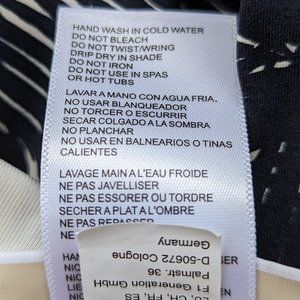 HAND WASH IN COLD WATER
DO NOT BLEACH
DO NOT TWIST/WRING
DRIP DRY IN SHADE
DO NOT IRON
DO NOT USE IN SPAS
OR HOT TUBS
LAVAR A MANO CON AGUA FRIA.
NO USAR BLANQUEADOR
NO TORCER O ESCURRIR
SECAR COLGADO A LA SOMBRA
NO PLANCHAR
NO USAR EN BALNEARIOS O TINAS
CALIENTES
LAVAGE MAIN A L'EAU FROIDE
NE PAS JAVELLISER
NE PAS ESSORER OU TORDRE
SECHER A PLAT A L'OMBRE
NE PAS REPASSER
F1 Generation GmbH
Palmstr. 36
D-50672 Cologne
Germany